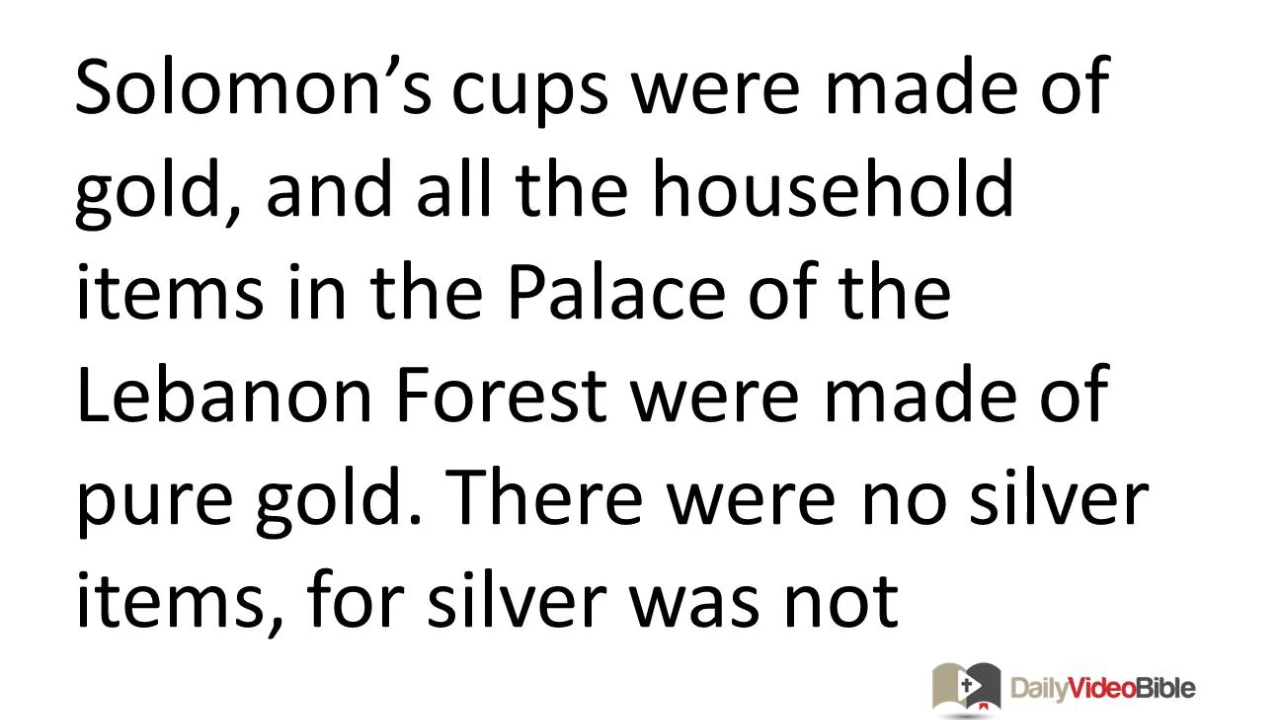 Solomon’s cups were made of
gold, and all the household
items in the Palace of the
Lebanon Forest were made of
pure gold. There were no silver
items, for silver was not
DailyVideoBible